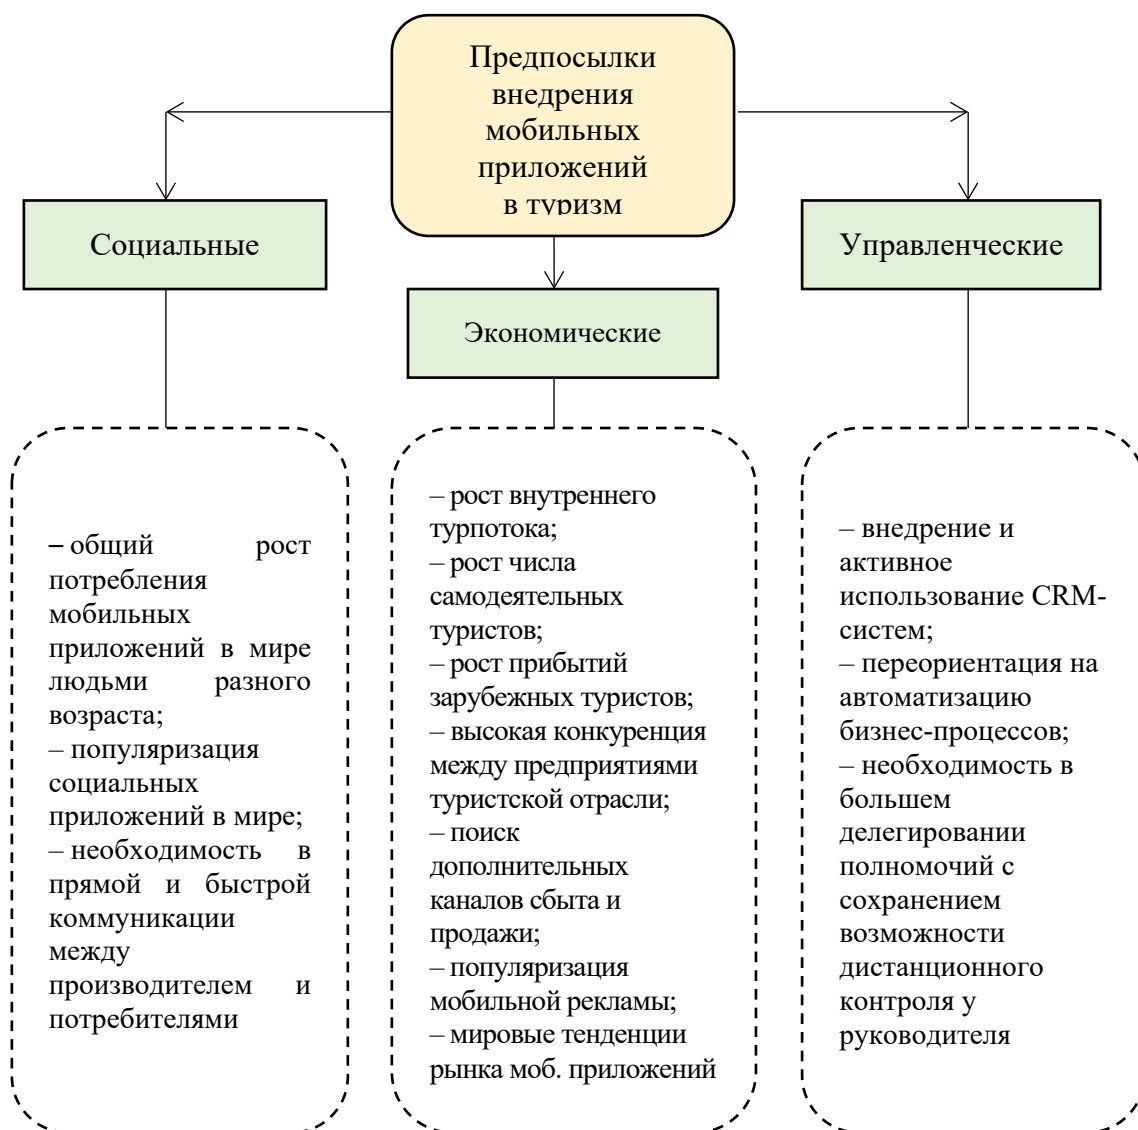 Предпосылки
внедрения
мобильных
приложений
в туризм
Социальные
Экономические
Управленческие
– общий рост
потребления
мобильных
приложений в мире
людьми разного
возраста;
– популяризация
социальных
приложений в мире;
– необходимость в
прямой и быстрой
коммуникации
между
производителем и
потребителями
– рост внутреннего
турпотока;
– рост числа
самодеятельных
туристов;
– рост прибытий
зарубежных туристов;
– высокая конкуренция
между предприятиями
туристской отрасли;
– поиск
дополнительных
каналов сбыта и
продажи;
– популяризация
мобильной рекламы;
– мировые тенденции
рынка моб. приложений
– внедрение и
активное
использование CRM-
систем;
– переориентация на
автоматизацию
бизнес-процессов;
– необходимость в
большем
делегировании
полномочий с
сохранением
возможности
дистанционного
контроля у
руководителя